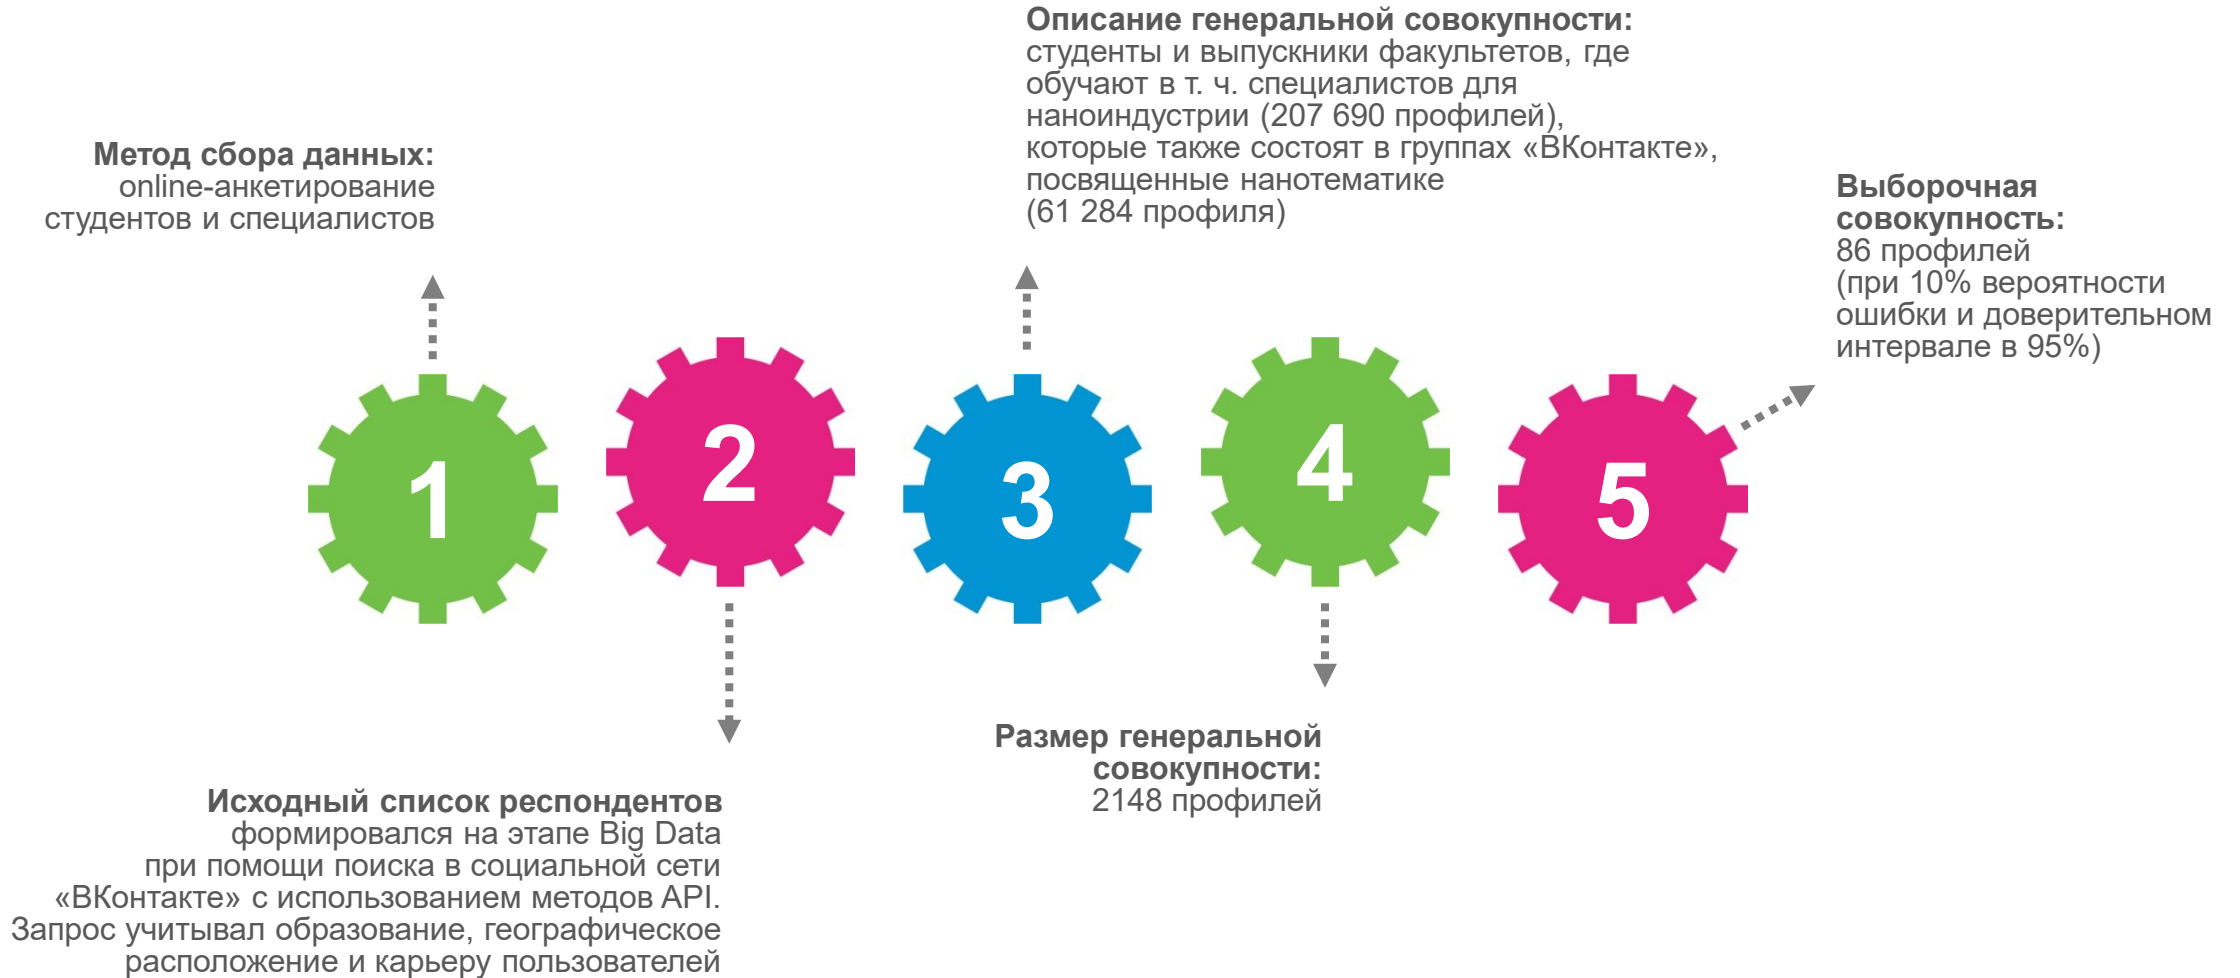 Метод сбора данных:
online-анкетирование
студентов и специалистов
1
Исходный список респондентов
формировался на этапе Big Data
при помощи поиска в социальной сети
«ВКонтакте» с использованием методов API.
Запрос учитывал образование, географическое
расположение и карьеру пользователей
2
Описание генеральной совокупности:
студенты и выпускники факультетов, где
обучают в т. ч. специалистов для
наноиндустрии (207 690 профилей),
которые также состоят в группах «ВКонтакте»,
посвященные нанотематике
(61 284 профиля)
3
Размер генеральной
совокупности:
2148 профилей
4
Выборочная
совокупность:
86 профилей
(при 10% вероятности
ошибки и доверительном
интервале в 95%)
5